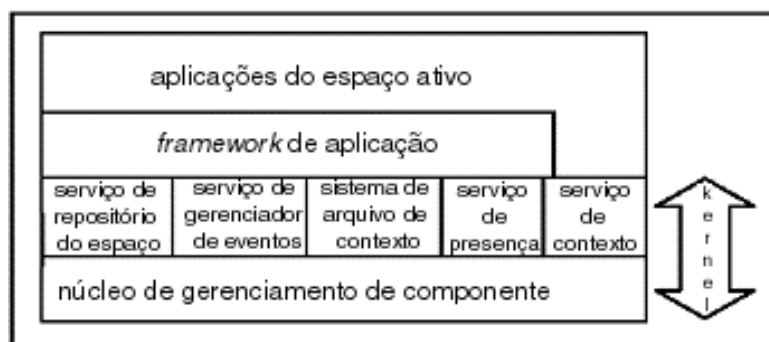 aplicações do espaço ativo
framework de aplicação
serviço de repositório do espaço
serviço de gerenciador de eventos
sistema de arquivo de contexto
serviço de presença
serviço de contexto
kernel
núcleo de gerenciamento de componente